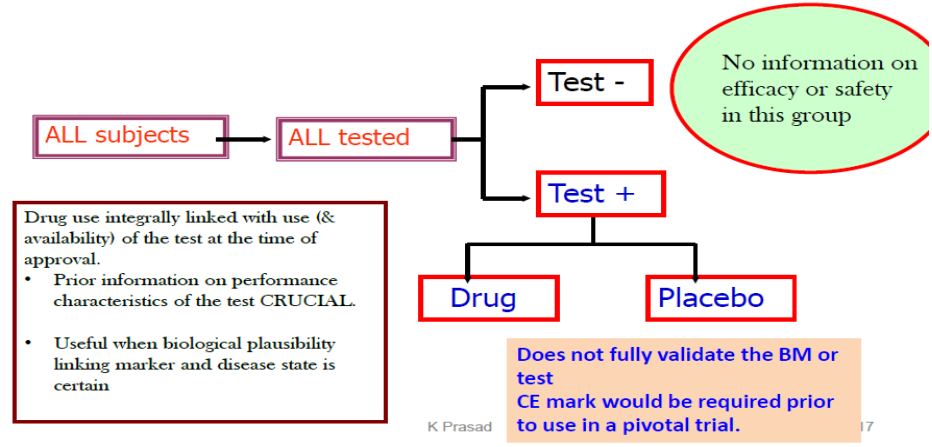 Test -
No information on
efficacy or safety
in this group
ALL subjects
ALL tested
Test +
Drug use integrally linked with use (&
availability) of the test at the time of
approval.
• Prior information on performance
characteristics of the test CRUCIAL.
• Useful when biological plausibility
linking marker and disease state is
certain
Drug
Placebo
Does not fully validate the BM or
test
CE mark would be required prior
to use in a pivotal trial.
K Prasad
17